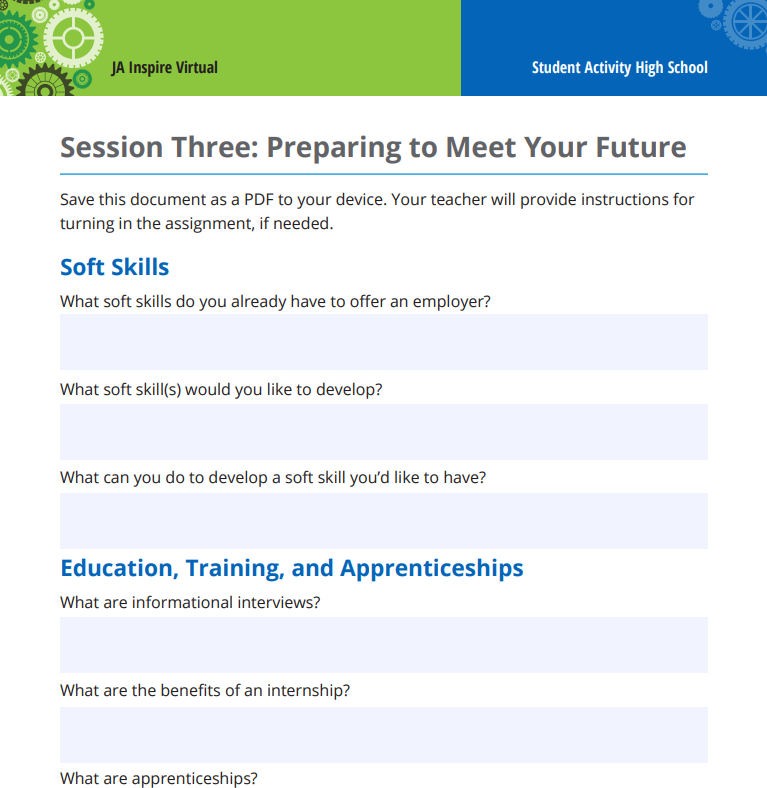 JA Inspire Virtual
Student Activity High School
Session Three: Preparing to Meet Your Future
Save this document as a PDF to your device. Your teacher will provide instructions for
turning in the assignment, if needed.
Soft Skills
What soft skills do you already have to offer an employer?
What soft skill(s) would you like to develop?
What can you do to develop a soft skill you’d like to have?
Education, Training, and Apprenticeships
What are informational interviews?
What are the benefits of an internship?
What are apprenticeships?